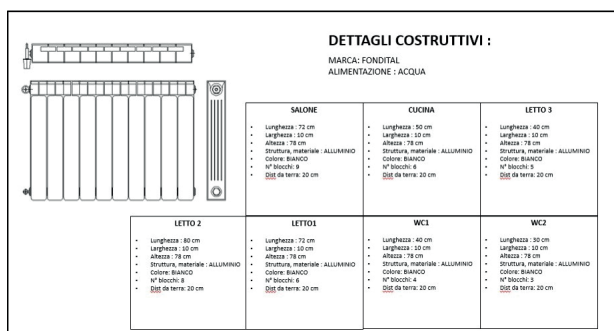 DETTAGLI COSTRUTTIVI :
MARCA: FONDITAL
ALIMENTAZIONE : ACQUA
SALONE
• Lunghezza : 72 cm
• Larghezza : 10 cm
• Altezza : 78 cm
• Struttura, materiale : ALLUMINIO
• Colore: BIANCO
• N° blocchi: 9
• Dist da terra: 20 cm
CUCINA
• Lunghezza : 50 cm
• Larghezza : 10 cm
• Altezza : 78 cm
• Struttura, materiale : ALLUMINIO
• Colore: BIANCO
• N° blocchi: 6
• Dist da terra: 20 cm
LETTO 3
• Lunghezza : 40 cm
• Larghezza : 10 cm
• Altezza : 78 cm
• Struttura, materiale : ALLUMINIO
• Colore: BIANCO
• N° blocchi: 5
• Dist da terra: 20 cm
LETTO 2
• Lunghezza : 80 cm
• Larghezza : 10 cm
• Altezza : 78 cm
• Struttura, materiale : ALLUMINIO
• Colore: BIANCO
• N° blocchi: 8
• Dist da terra: 20 cm
LETTO1
• Lunghezza : 72 cm
• Larghezza : 10 cm
• Altezza : 78 cm
• Struttura, materiale : ALLUMINIO
• Colore: BIANCO
• N° blocchi: 6
• Dist da terra: 20 cm
WC1
• Lunghezza : 40 cm
• Larghezza : 10 cm
• Altezza : 78 cm
• Struttura, materiale : ALLUMINIO
• Colore: BIANCO
• N° blocchi: 4
• Dist da terra: 20 cm
WC2
• Lunghezza : 30 cm
• Larghezza : 10 cm
• Altezza : 78 cm
• Struttura, materiale : ALLUMINIO
• Colore: BIANCO
• N° blocchi: 3
• Dist da terra: 20 cm